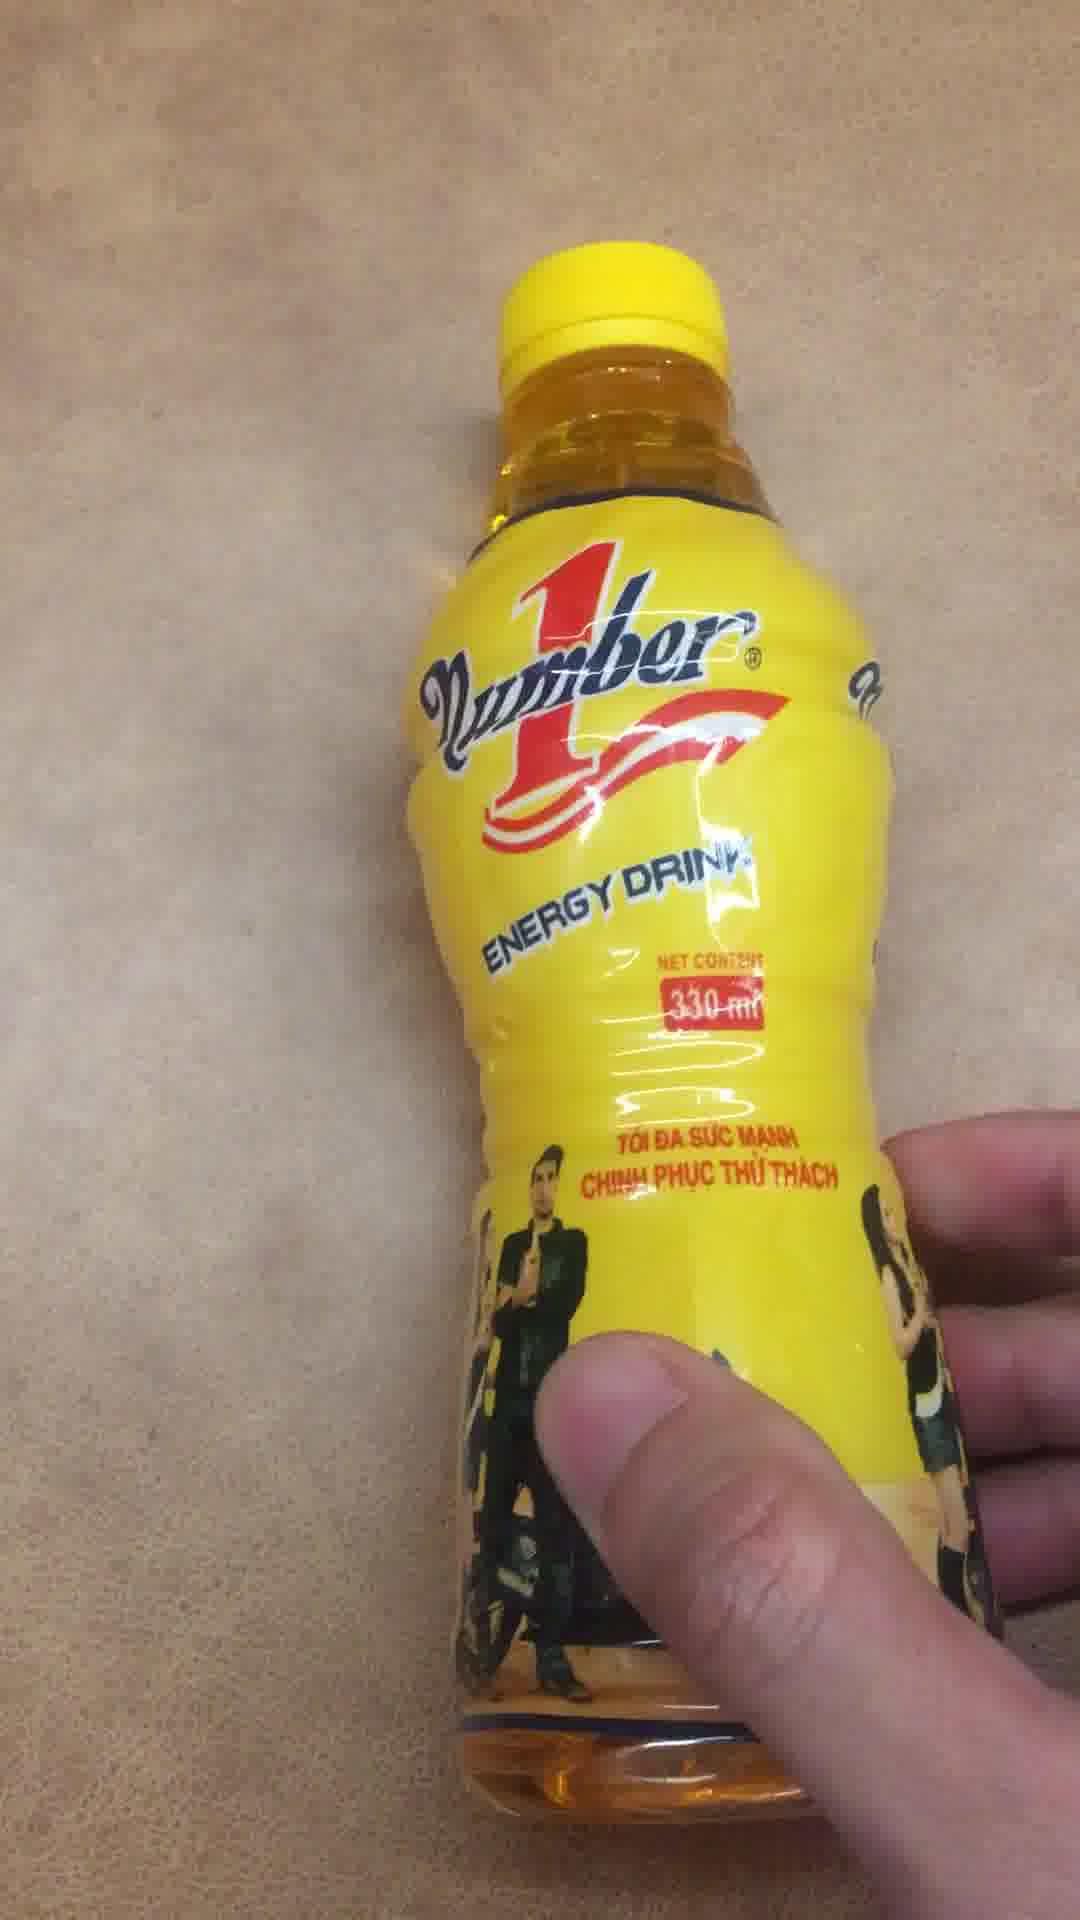 Number 1®
ENERGY DRINK
NET CONTENT
330 ml
TỐI ĐA SỨC MẠNH
CHINH PHỤC THỬ THÁCH